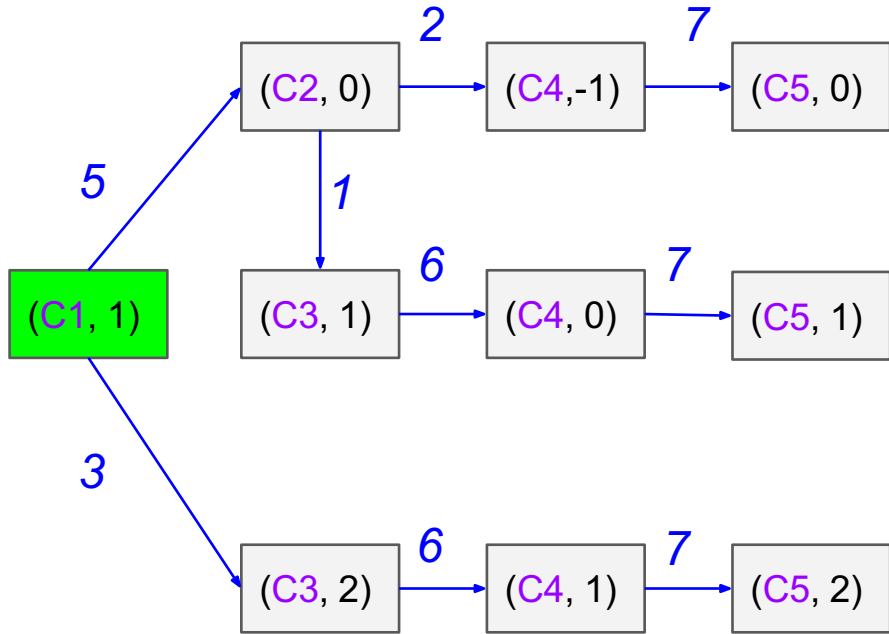 2 7
(C2, 0) (C4,-1) (C5, 0)
5 1
6 7
(C1, 1) (C3, 1) (C4, 0) (C5, 1)
3
6 7
(C3, 2) (C4, 1) (C5, 2)